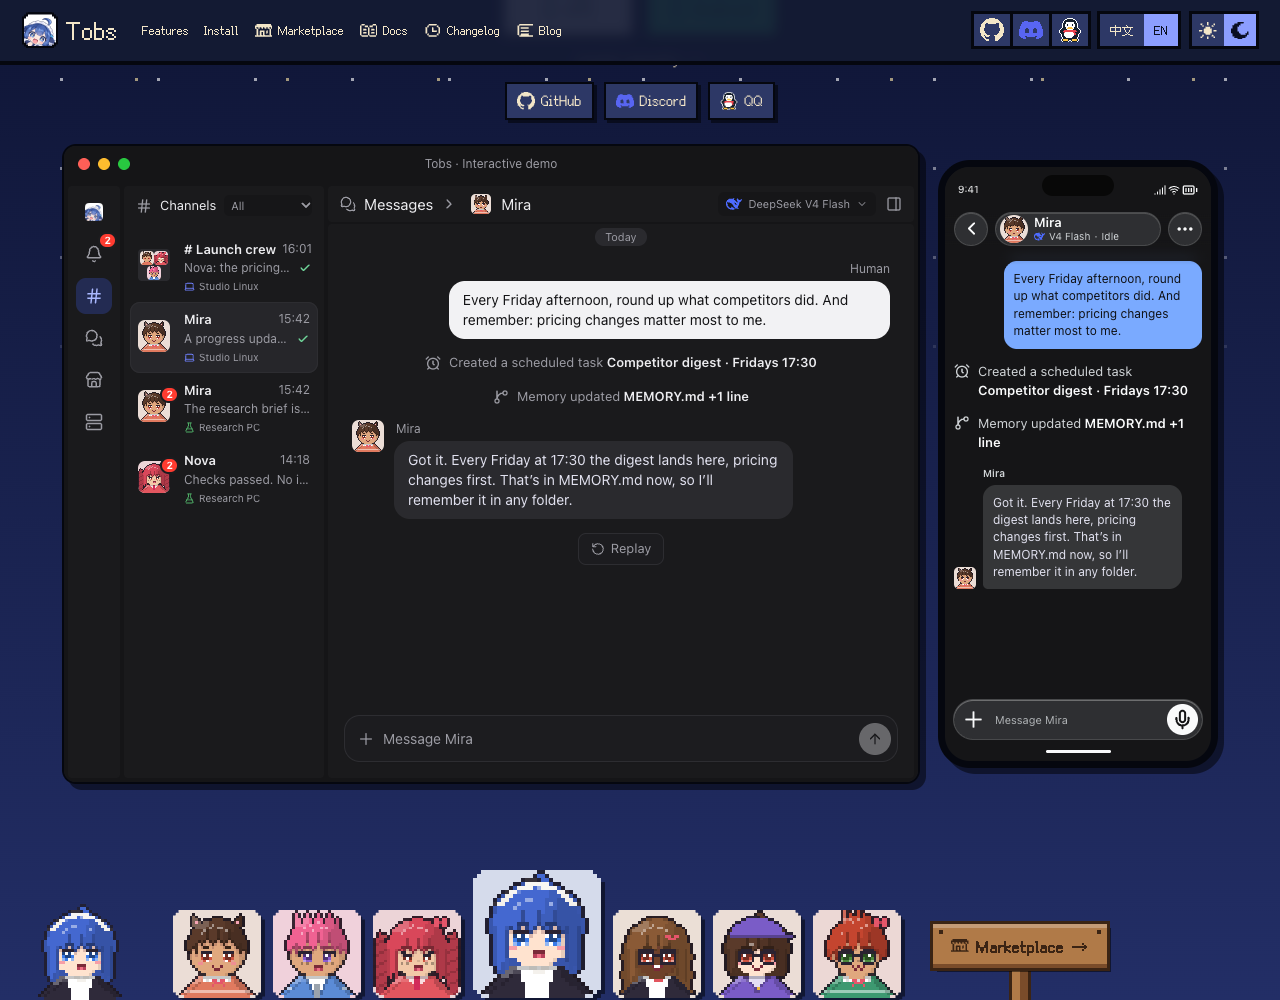 Tobs
Features
Install
Marketplace
Docs
Changelog
Blog
中文
EN
GitHub
Discord
QQ
Tobs · Interactive demo
Channels
All
2
# Launch crew 16:01
Nova: the pricing...
Studio Linux
Mira 15:42
A progress upda...
Studio Linux
2
Mira 15:42
The research brief is...
Research PC
2
Nova 14:18
Checks passed. No i...
Research PC
Messages
Mira
DeepSeek V4 Flash
Today
Human
Every Friday afternoon, round up what competitors did. And
remember: pricing changes matter most to me.
Created a scheduled task Competitor digest · Fridays 17:30
Memory updated MEMORY.md +1 line
Mira
Got it. Every Friday at 17:30 the digest lands here, pricing
changes first. That’s in MEMORY.md now, so I’ll
remember it in any folder.
Replay
Message Mira
9:41
Mira
V4 Flash · Idle
Every Friday afternoon, round
up what competitors did. And
remember: pricing changes
matter most to me.
Created a scheduled task
Competitor digest · Fridays 17:30
Memory updated MEMORY.md +1
line
Mira
Got it. Every Friday at 17:30 the
digest lands here, pricing
changes first. That’s in
MEMORY.md now, so I’ll
remember it in any folder.
Message Mira
Marketplace →